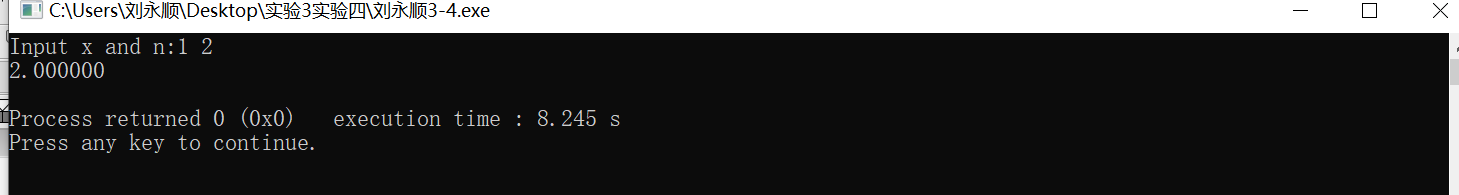 C:\Users\刘永顺\Desktop\实验3实验四\刘永顺3-4.exe
Input x and n:1 2
2.000000
Process returned 0 (0x0)   execution time : 8.245 s
Press any key to continue.